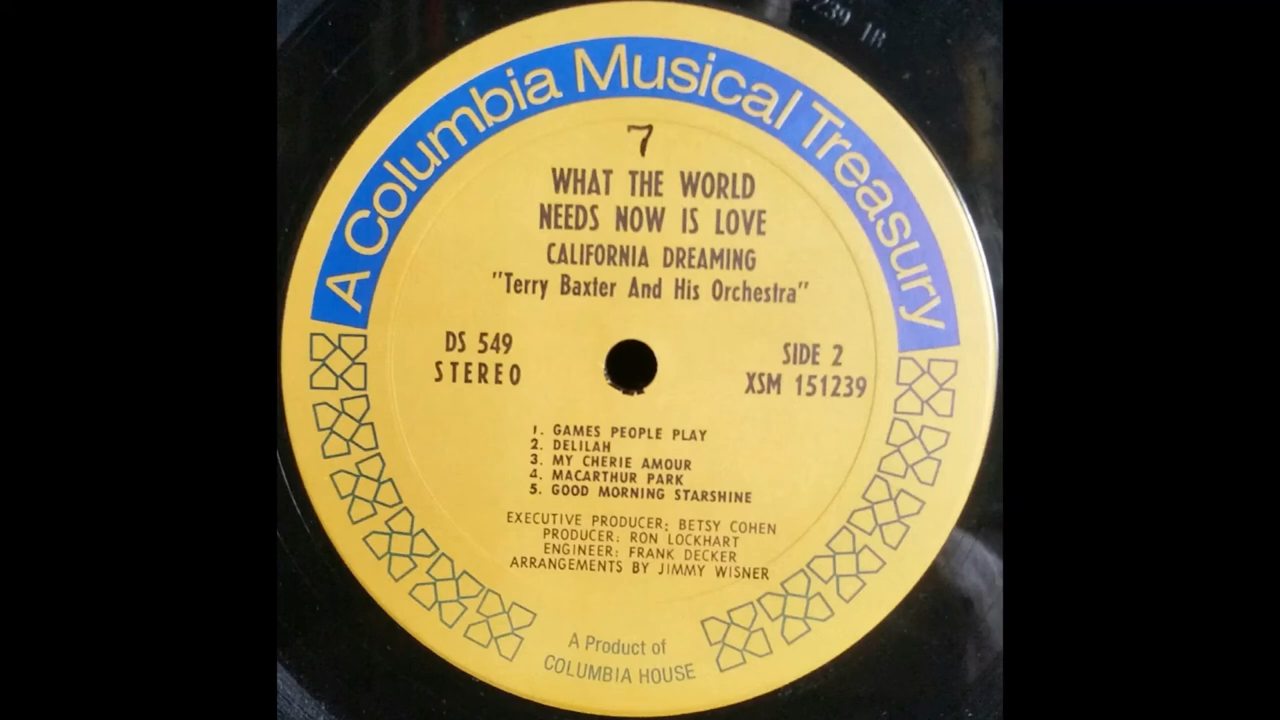 239 1B
A Columbia Musical Treasury
7
WHAT THE WORLD
NEEDS NOW IS LOVE
CALIFORNIA DREAMING
"Terry Baxter And His Orchestra"
DS 549
STEREO
SIDE 2
XSM 151239
1. GAMES PEOPLE PLAY
2. DELILAH
3. MY CHERIE AMOUR
4. MACARTHUR PARK
5. GOOD MORNING STARSHINE
EXECUTIVE PRODUCER: BETSY COHEN
PRODUCER: RON LOCKHART
ENGINEER: FRANK DECKER
ARRANGEMENTS BY JIMMY WISNER
A Product of
COLUMBIA HOUSE